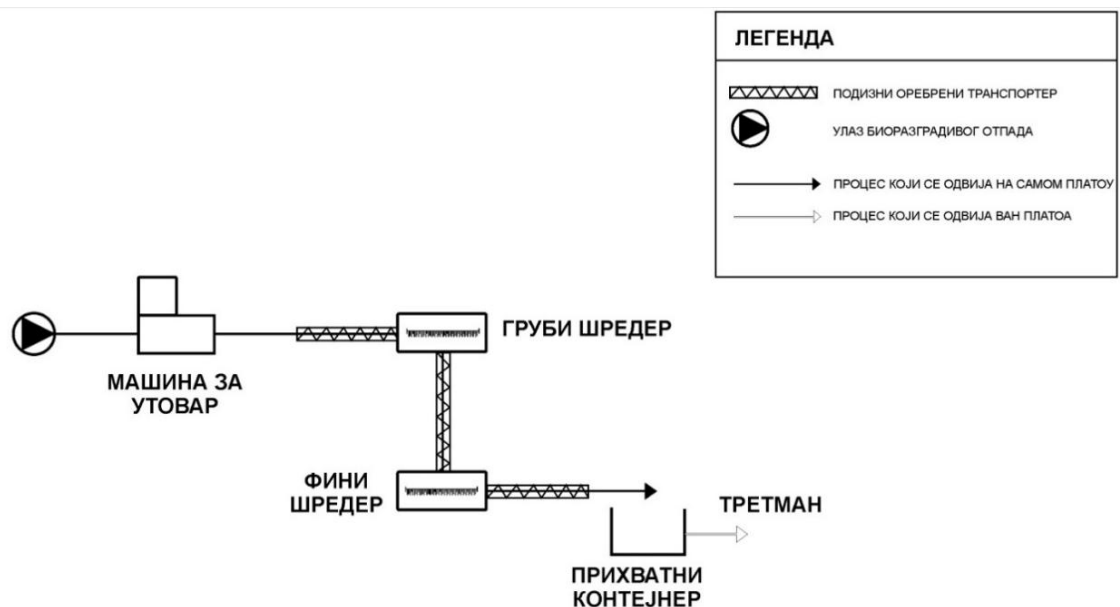 ЛЕГЕНДА
ПОДИЗНИ ОРЕБРЕНИ ТРАНСПОРТЕР
УЛАЗ БИОРАЗГРАДИВОГ ОТПАДА
ПРОЦЕС КОЈИ СЕ ОДВИЈА НА САМОМ ПЛАТОУ
ПРОЦЕС КОЈИ СЕ ОДВИЈА ВАН ПЛАТОА
ГРУБИ ШРЕДЕР
МАШИНА ЗА
УТОВАР
ФИНИ
ШРЕДЕР
ТРЕТМАН
ПРИХВАТНИ
КОНТЕЈНЕР